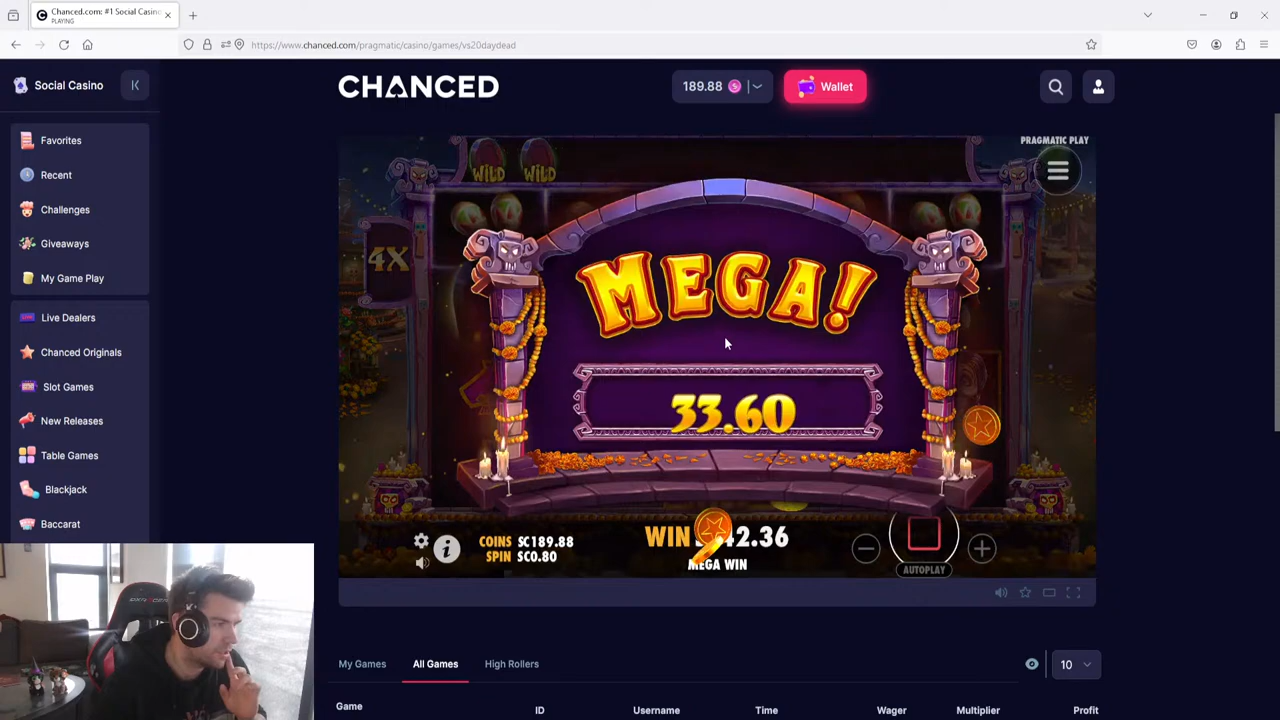 Chanced.com: #1 Social Casino
PLAYING
https://www.chanced.com/pragmatic/casino/games/vs20daydead
Social Casino
CHANCED
189.88
Wallet
Favorites
Recent
Challenges
Giveaways
My Game Play
Live Dealers
Chanced Originals
Slot Games
New Releases
Table Games
Blackjack
Baccarat
PRAGMATIC PLAY
WILD WILD
4X
MEGA!
33.60
COINS SC189.88
SPIN SC0.80
WIN 42.36
MEGA WIN
AUTOPLAY
My Games All Games High Rollers
10
Game ID Username Time Wager Multiplier Profit